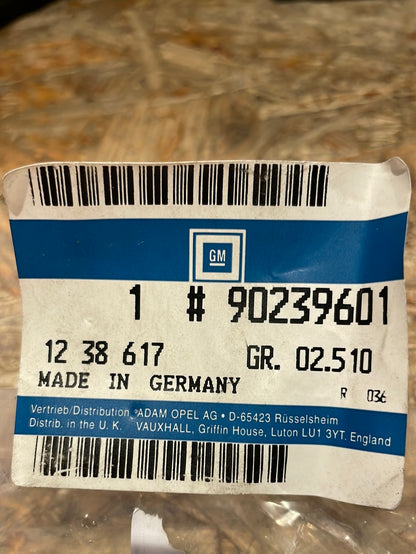 GM
1 # 90239601
12 38 617 GR. 02.510
MADE IN GERMANY R 036
Vertrieb/Distribution ADAM OPEL AG • D-65423 Rüsselsheim
Distrib. in the U. K. VAUXHALL, Griffin House, Luton LU1 3YT. England